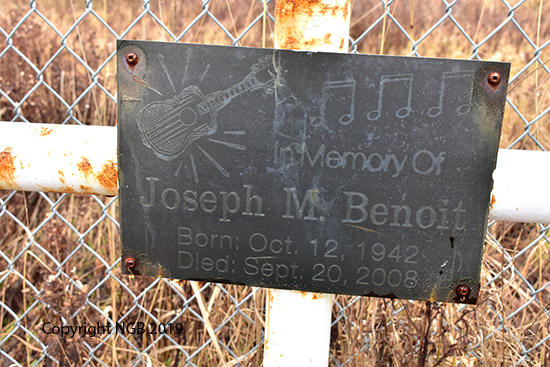 In Memory Of
Joseph M. Benoit
Born: Oct. 12, 1942
Died: Sept. 20, 2008
Copyright NGB 2019